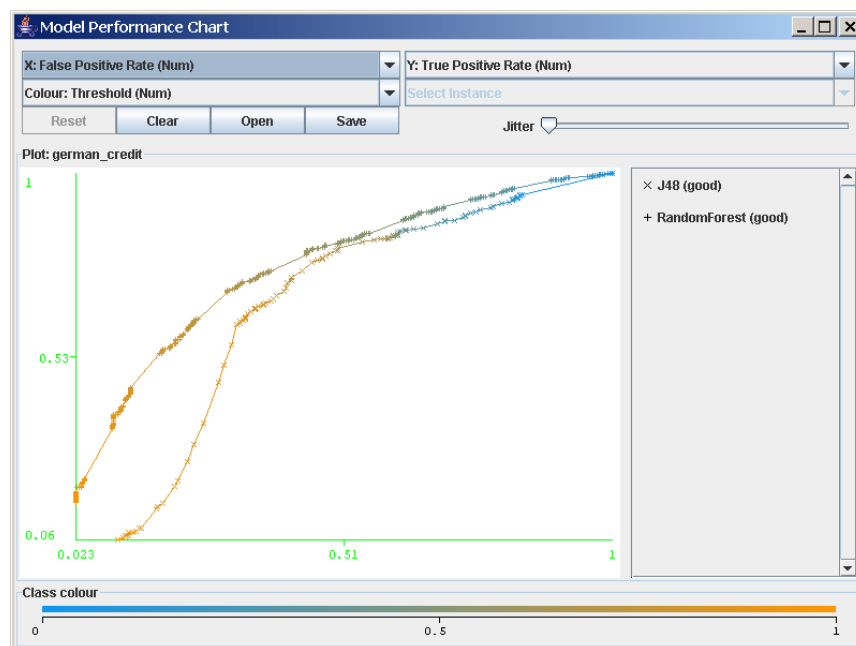 Model Performance Chart
X: False Positive Rate (Num)
Y: True Positive Rate (Num)
Colour: Threshold (Num)
Select Instance
Reset Clear Open Save
Jitter
Plot: german_credit
1
0.53
0.06
0.023 0.51 1
× J48 (good)
+ RandomForest (good)
Class colour
0 0.5 1